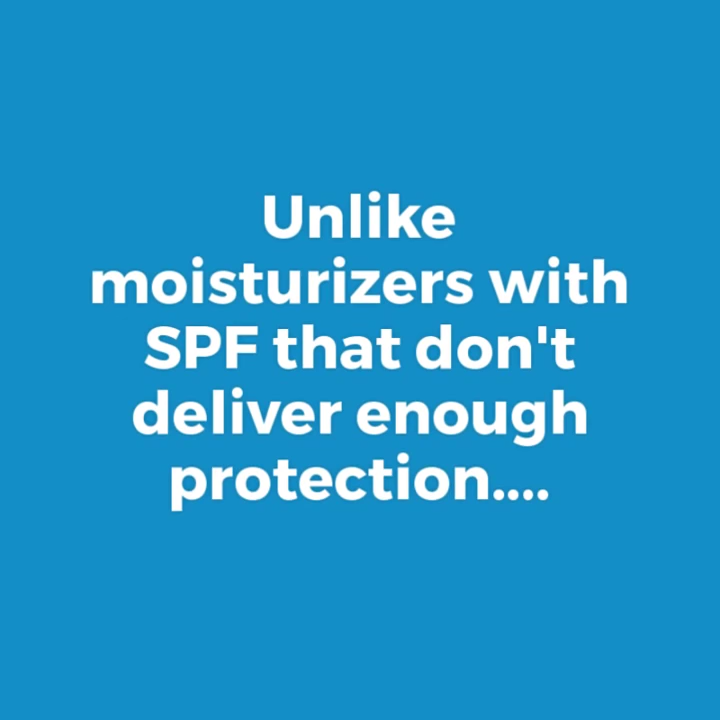 Unlike
moisturizers with
SPF that don't
deliver enough
protection....